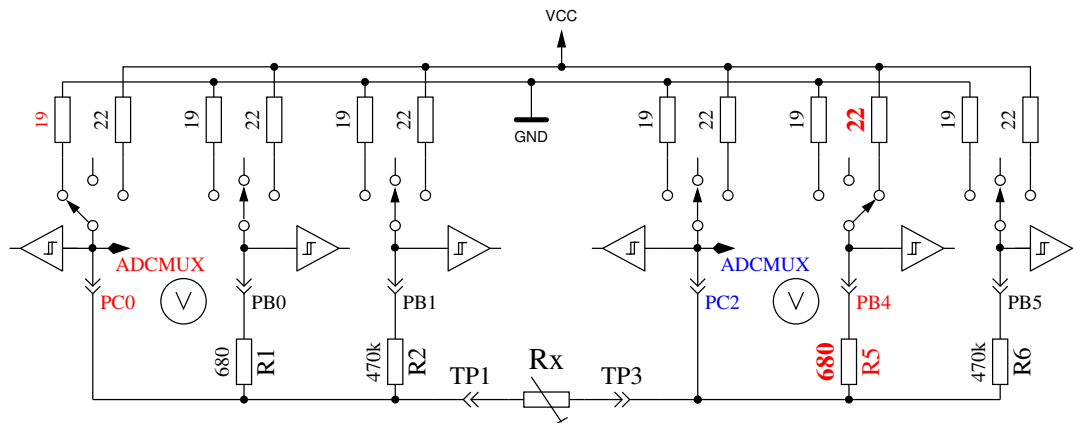 VCC
19 22 19 22 19 22 19 22 19 22 19 22
GND
ADCMUX ADCMUX
PC0 V PB0 PB1 PC2 V PB4 PB5
680 R1 470k R2 680 R5 470k R6
TP1 Rx TP3